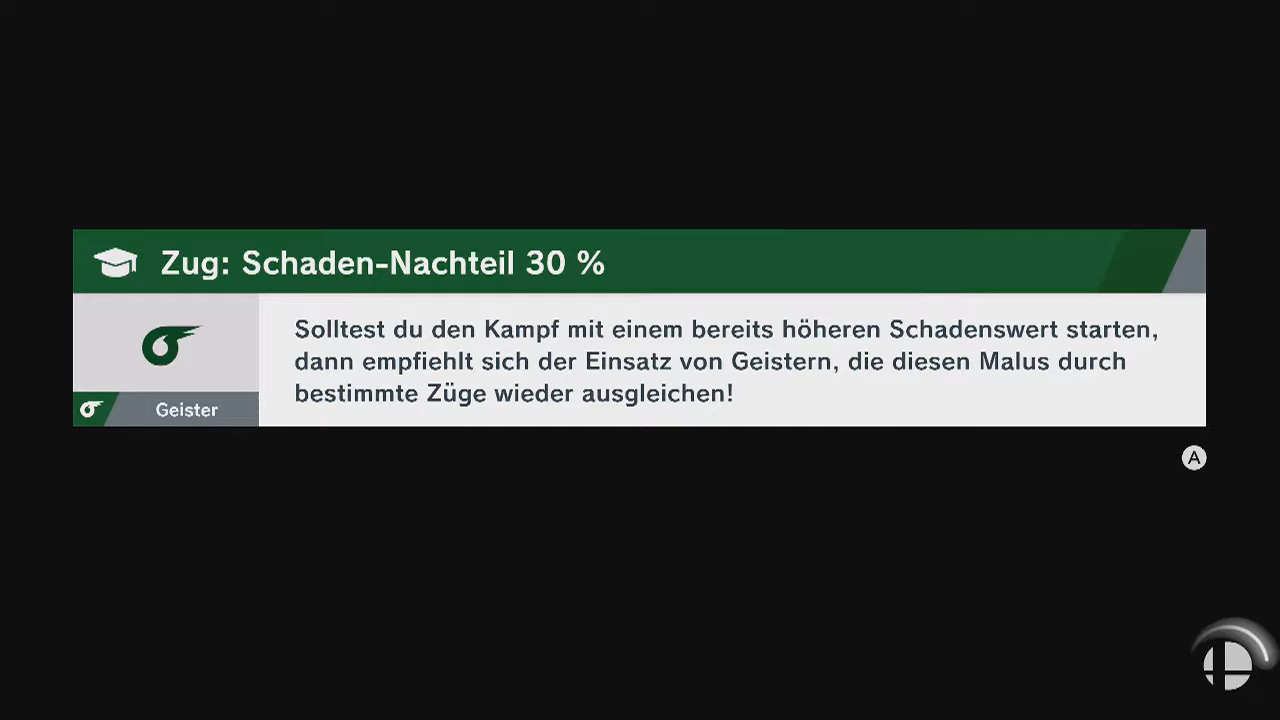 Zug: Schaden-Nachteil 30 %
Solltest du den Kampf mit einem bereits höheren Schadenswert starten,
dann empfiehlt sich der Einsatz von Geistern, die diesen Malus durch
bestimmte Züge wieder ausgleichen!
Geister
A